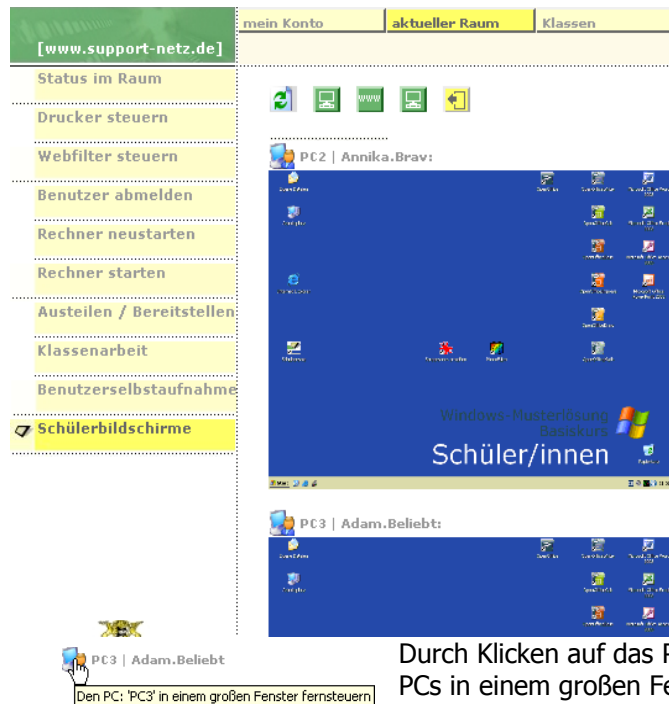 mein Konto
aktueller Raum
Klassen
[www.support-netz.de]
Status im Raum
Drucker steuern
Webfilter steuern
Benutzer abmelden
Rechner neustarten
Rechner starten
Austeilen / Bereitstellen
Klassenarbeit
Benutzerselbstaufnahme
Schülerbildschirme
www
PC2 | Annika.Brav:
Windows-Musterlösung
Basiskurs
Schüler/innen
PC3 | Adam.Beliebt:
PC3 | Adam.Beliebt
Den PC: 'PC3' in einem großen Fenster fernsteuern
Durch Klicken auf das
PCs in einem großen